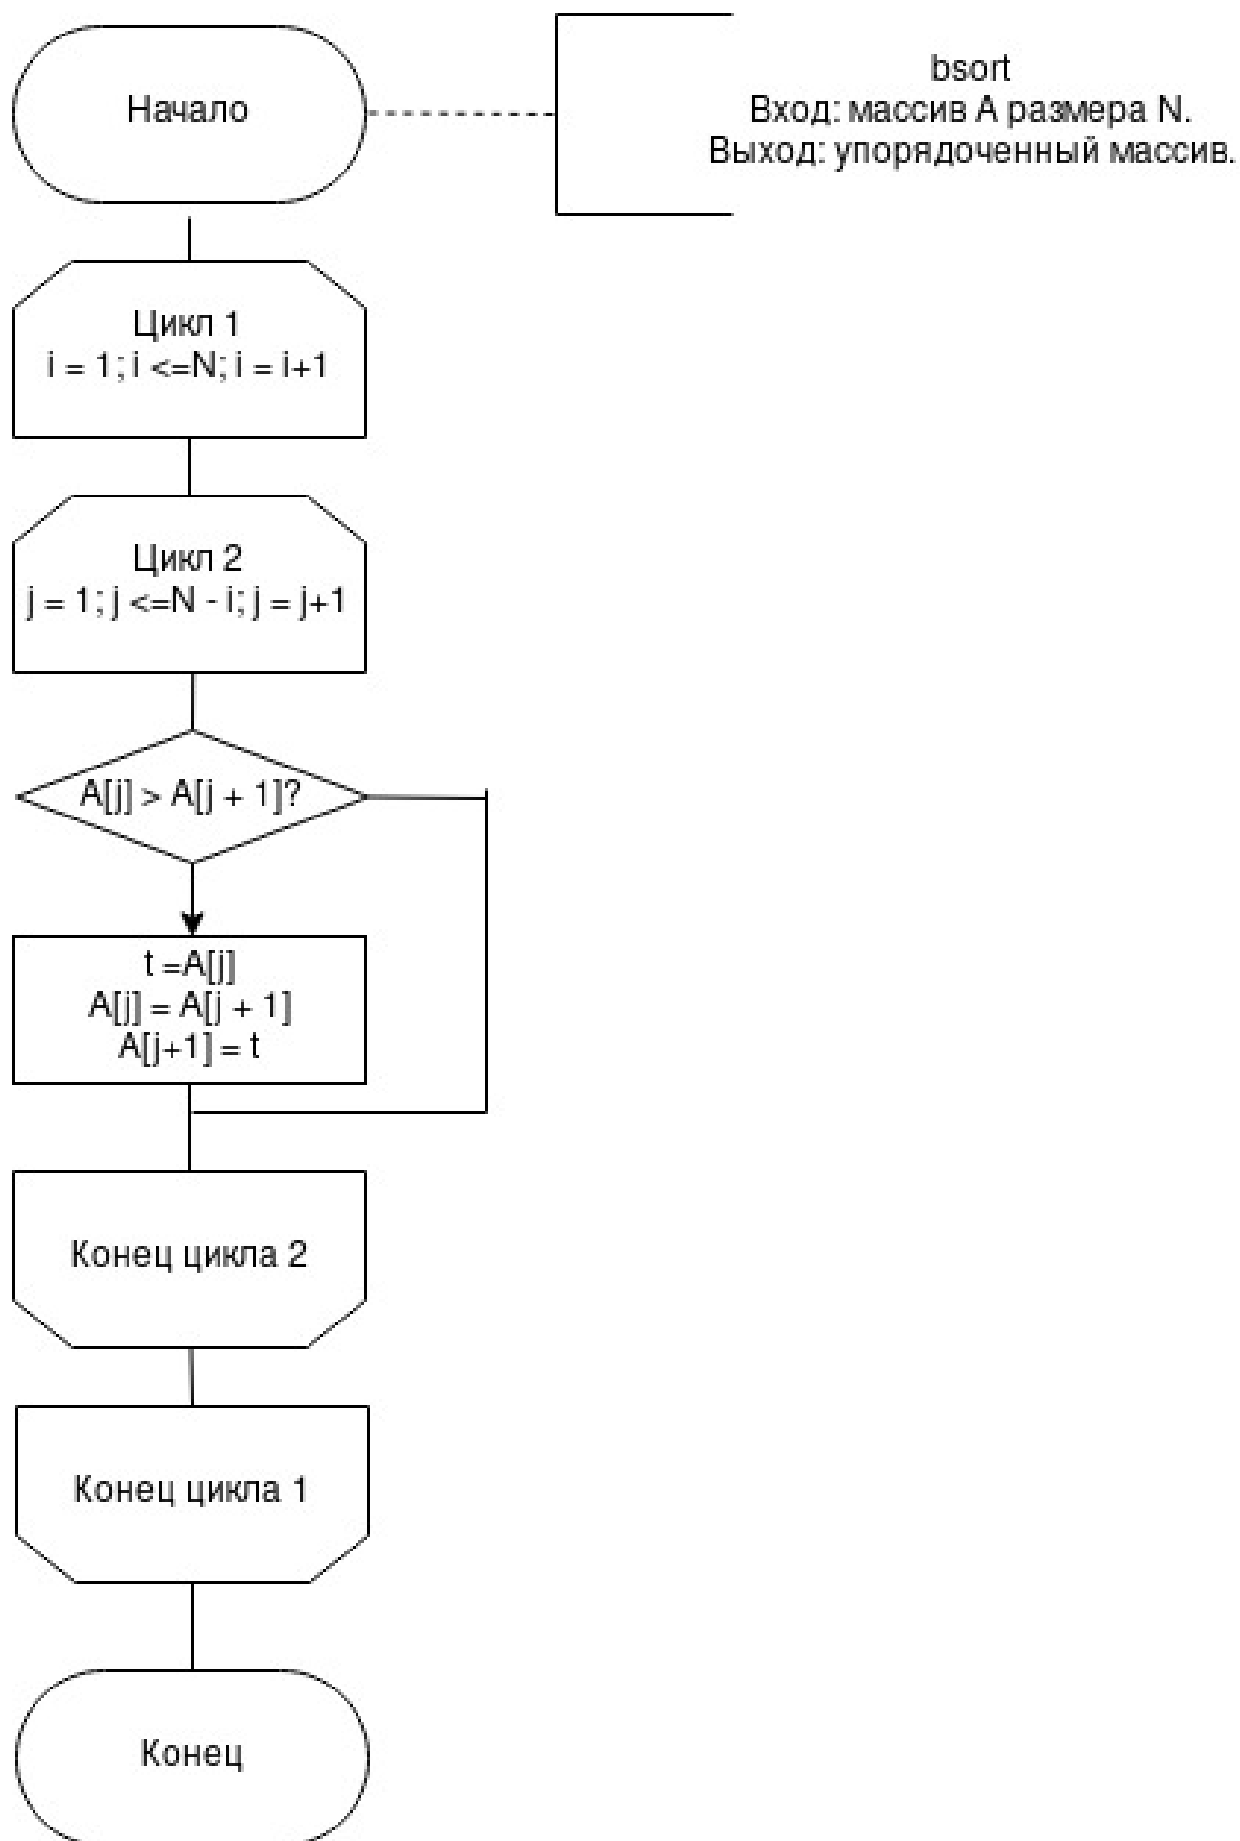 Начало
bsort
Вход: массив A размера N.
Выход: упорядоченный массив.
Цикл 1
i = 1; i <=N; i = i+1
Цикл 2
j = 1; j <=N - i; j = j+1
A[j] > A[j + 1]?
t =A[j]
A[j] = A[j + 1]
A[j+1] = t
Конец цикла 2
Конец цикла 1
Конец